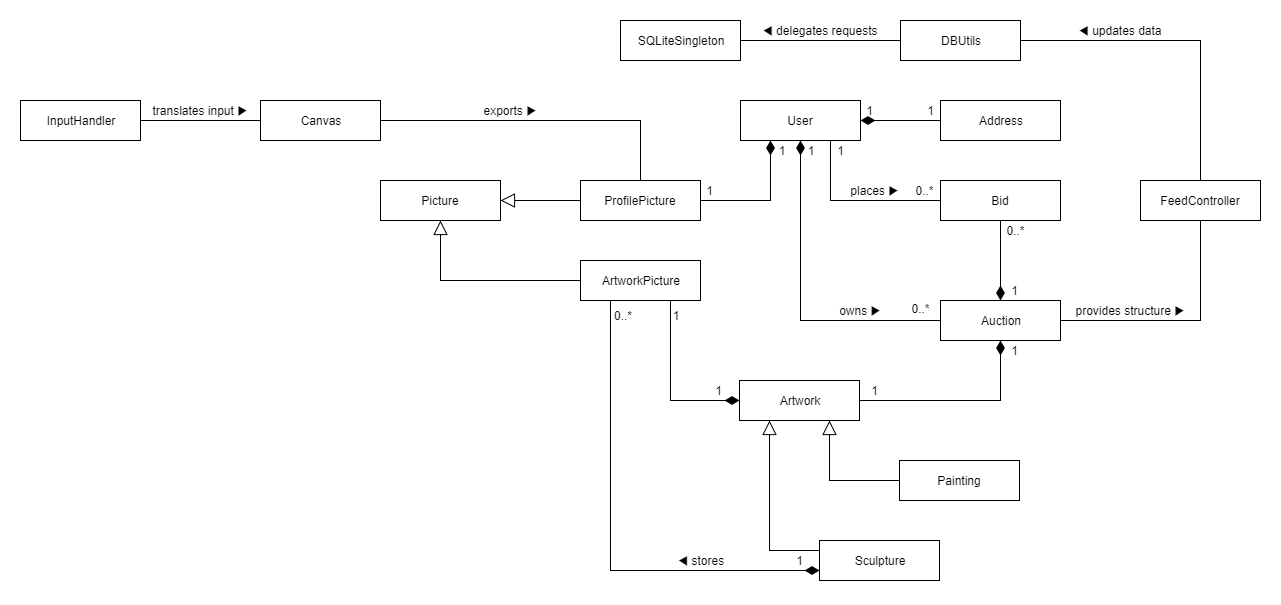 SQLiteSingleton
◀ delegates requests
DBUtils
◀ updates data
InputHandler
translates input ▶
Canvas
exports ▶
User
1
1
Address
1
1
1
Picture
ProfilePicture
1
places ▶
0..*
Bid
FeedController
0..*
ArtworkPicture
1
0..*
1
owns ▶
0..*
Auction
provides structure ▶
1
1
Artwork
1
Painting
◀ stores
1
Sculpture